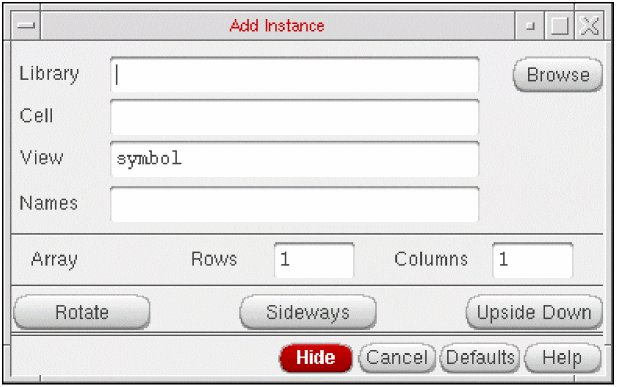 Add Instance
Library Browse
Cell
View symbol
Names
Array Rows 1 Columns 1
Rotate Sideways Upside Down
Hide Cancel Defaults Help